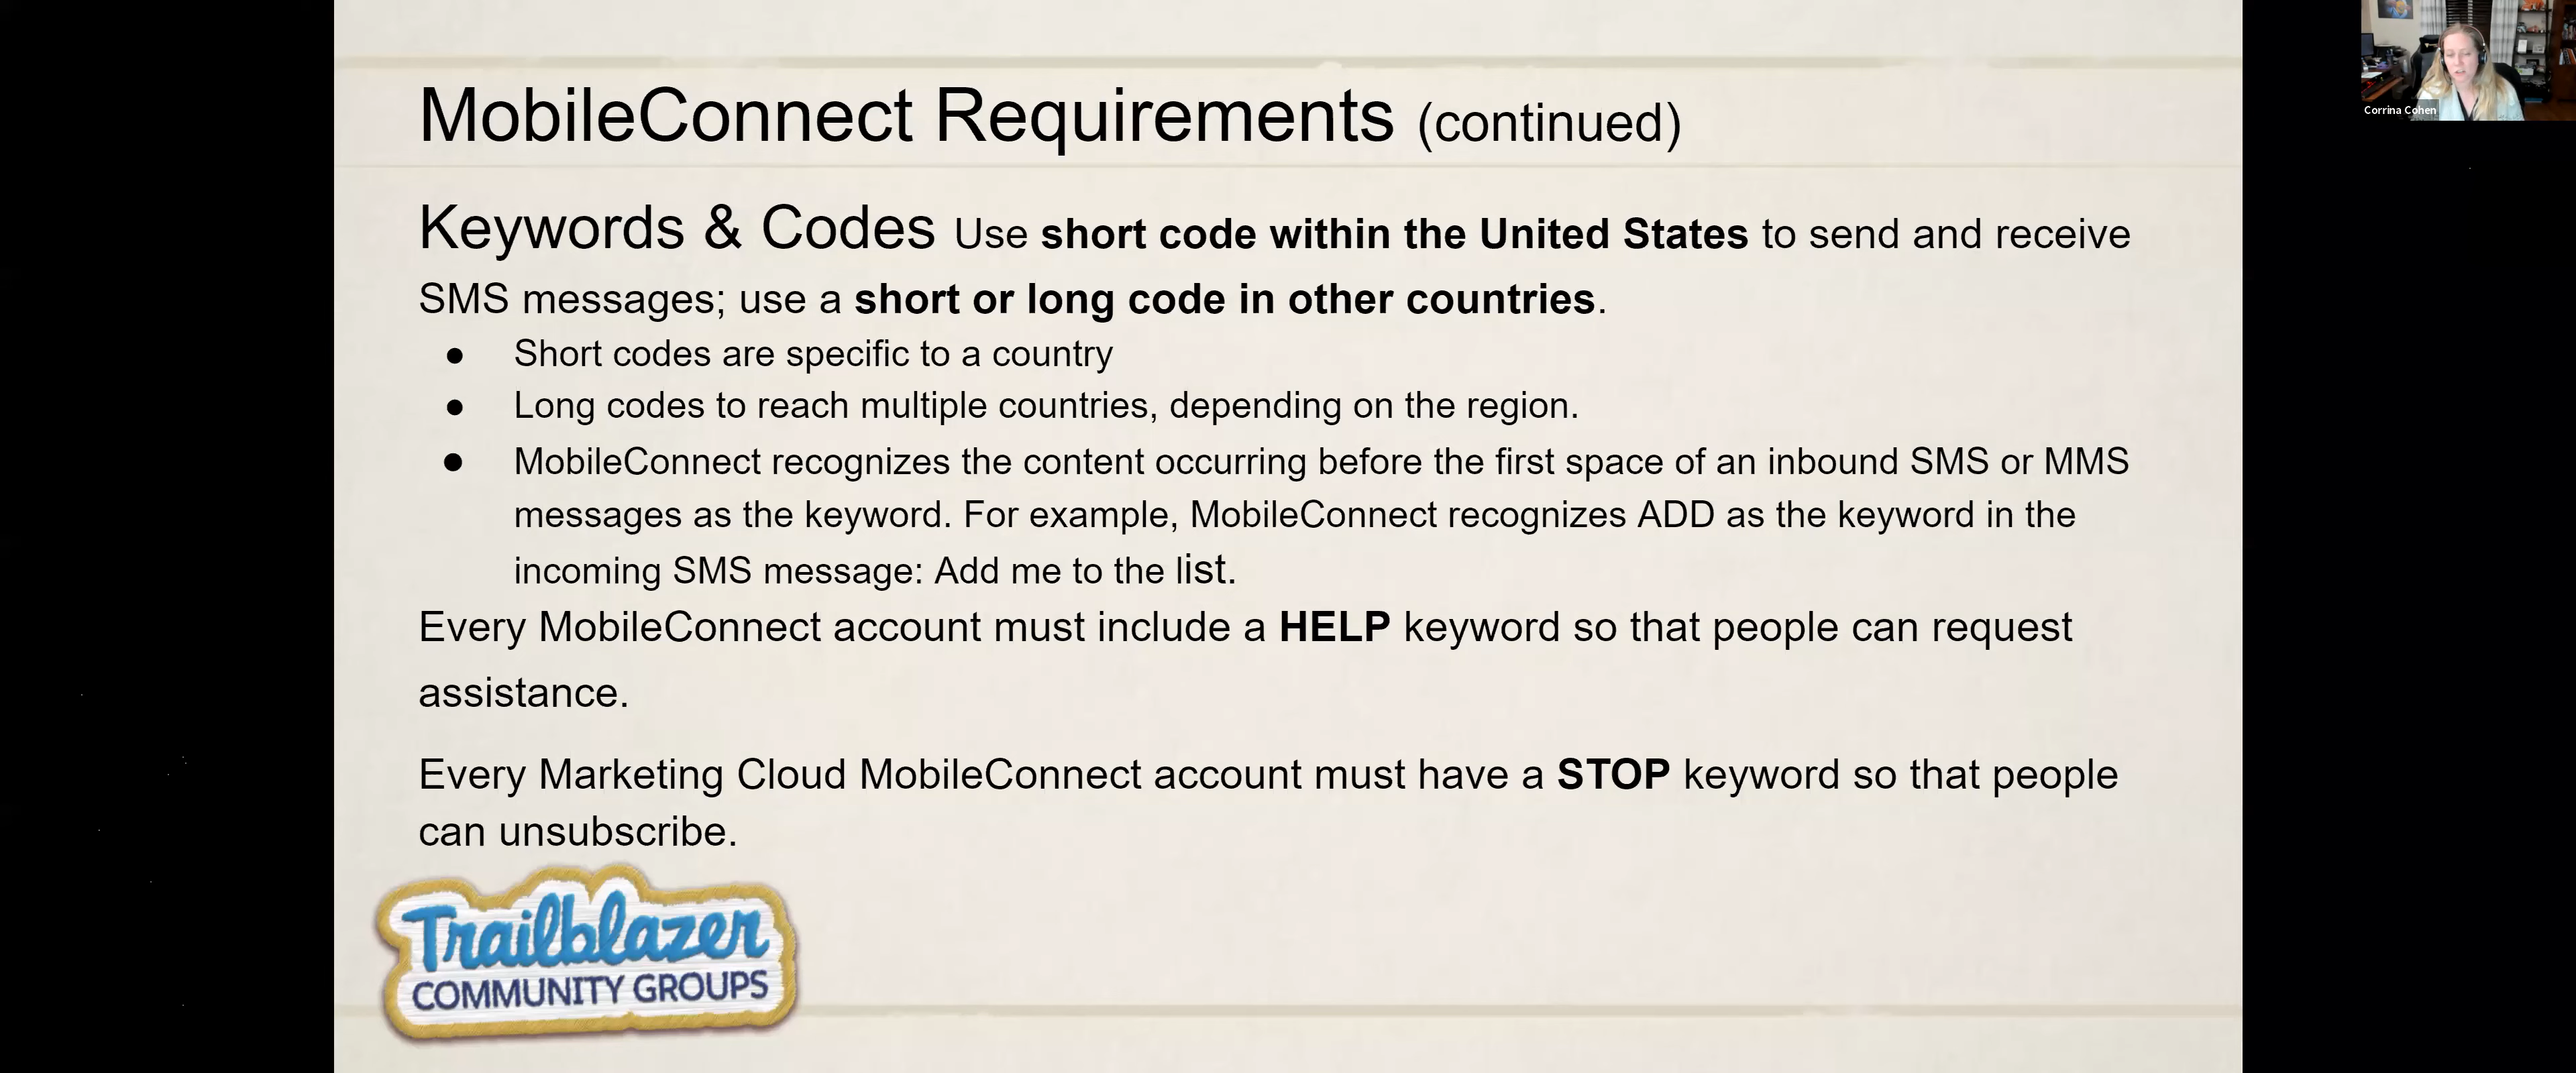 MobileConnect Requirements (continued)
Corrina Cohen
Keywords & Codes Use short code within the United States to send and receive
SMS messages; use a short or long code in other countries.
● Short codes are specific to a country
● Long codes to reach multiple countries, depending on the region.
● MobileConnect recognizes the content occurring before the first space of an inbound SMS or MMS
messages as the keyword. For example, MobileConnect recognizes ADD as the keyword in the
incoming SMS message: Add me to the list.
Every MobileConnect account must include a HELP keyword so that people can request
assistance.
Every Marketing Cloud MobileConnect account must have a STOP keyword so that people
can unsubscribe.
Trailblazer
COMMUNITY GROUPS